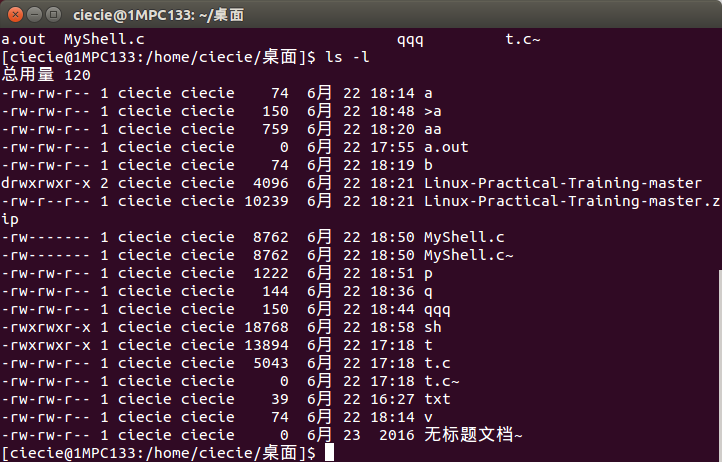 ciecie@1MPC133: ~/桌面
a.out  MyShell.c                            qqq         t.c~
[ciecie@1MPC133:/home/ciecie/桌面]$ ls -l
总用量 120
-rw-rw-r-- 1 ciecie ciecie    74  6月 22 18:14 a
-rw-rw-r-- 1 ciecie ciecie   150  6月 22 18:48 >a
-rw-rw-r-- 1 ciecie ciecie   759  6月 22 18:20 aa
-rw-rw-r-- 1 ciecie ciecie     0  6月 22 17:55 a.out
-rw-rw-r-- 1 ciecie ciecie    74  6月 22 18:19 b
drwxrwxr-x 2 ciecie ciecie  4096  6月 22 18:21 Linux-Practical-Training-master
-rw-r--r-- 1 ciecie ciecie 10239  6月 22 18:21 Linux-Practical-Training-master.z
ip
-rw------- 1 ciecie ciecie  8762  6月 22 18:50 MyShell.c
-rw------- 1 ciecie ciecie  8762  6月 22 18:50 MyShell.c~
-rw-rw-r-- 1 ciecie ciecie  1222  6月 22 18:51 p
-rw-rw-r-- 1 ciecie ciecie   144  6月 22 18:36 q
-rw-rw-r-- 1 ciecie ciecie   150  6月 22 18:44 qqq
-rwxrwxr-x 1 ciecie ciecie 18768  6月 22 18:58 sh
-rwxrwxr-x 1 ciecie ciecie 13894  6月 22 17:18 t
-rw-rw-r-- 1 ciecie ciecie  5043  6月 22 17:18 t.c
-rw-rw-r-- 1 ciecie ciecie     0  6月 22 17:18 t.c~
-rw-rw-r-- 1 ciecie ciecie    39  6月 22 16:27 txt
-rw-rw-r-- 1 ciecie ciecie    74  6月 22 18:14 v
-rw-rw-r-- 1 ciecie ciecie     0  6月 23  2016 无标题文档~
[ciecie@1MPC133:/home/ciecie/桌面]$